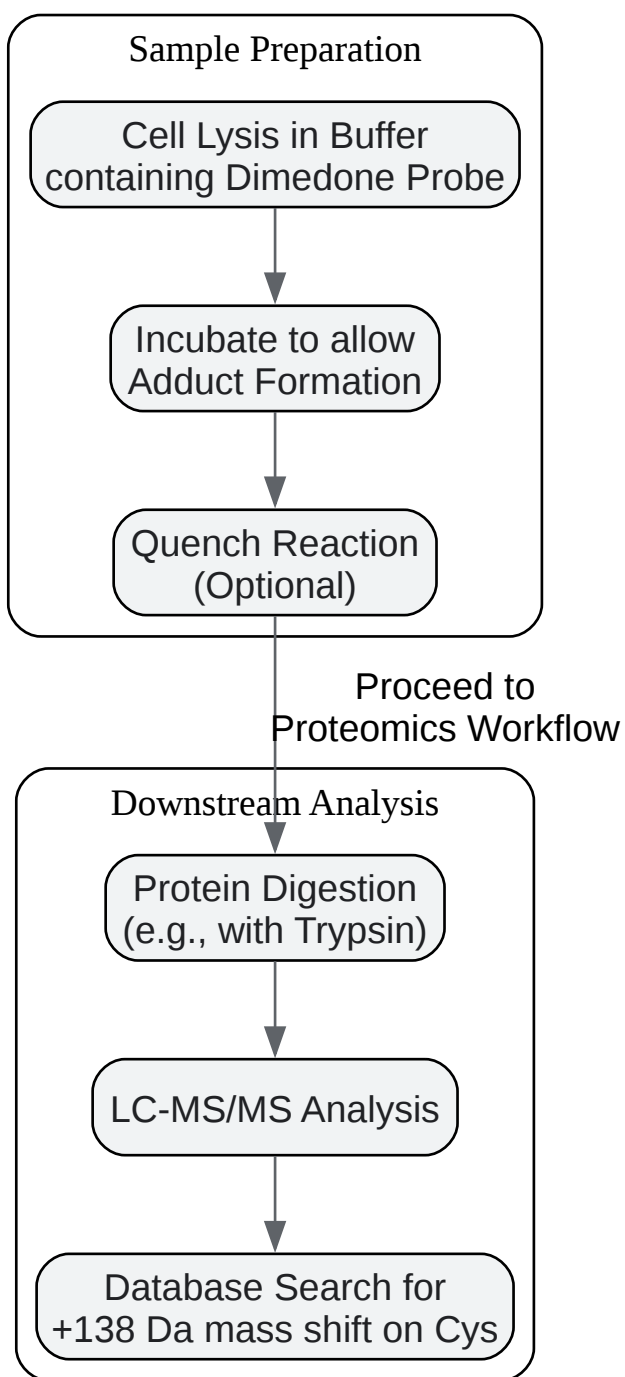 Sample Preparation
Cell Lysis in Buffer
containing Dimedone Probe
Incubate to allow
Adduct Formation
Quench Reaction
(Optional)
Proceed to
Proteomics Workflow
Downstream Analysis
Protein Digestion
(e.g., with Trypsin)
LC-MS/MS Analysis
Database Search for
+138 Da mass shift on Cys